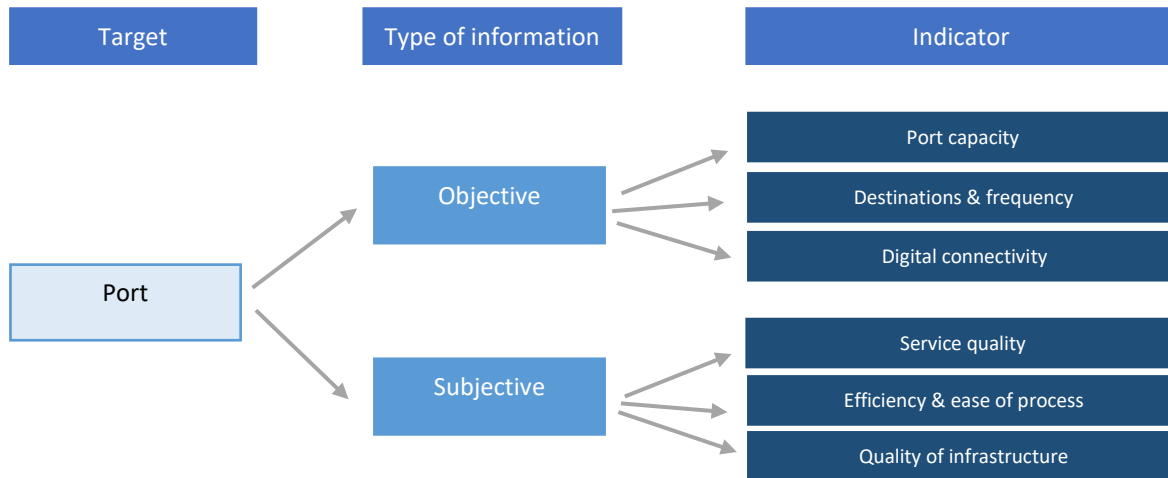 Target
Type of information
Indicator
Port
Objective
Port capacity
Destinations & frequency
Digital connectivity
Subjective
Service quality
Efficiency & ease of process
Quality of infrastructure